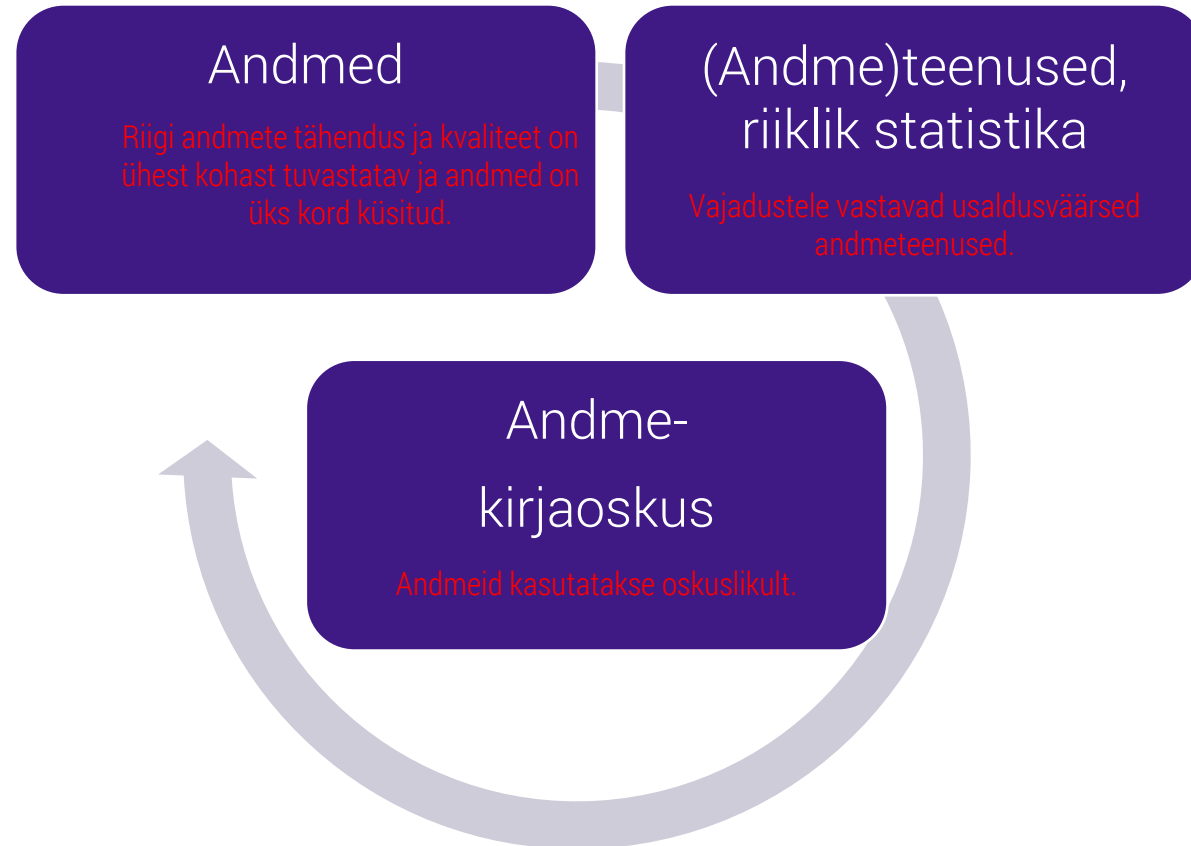 Andmed
Riigi andmete tähendus ja kvaliteet on
ühest kohast tuvastatav ja andmed on
üks kord küsitud.
(Andme)teenused,
riiklik statistika
Vajadustele vastavad usaldusväärsed
andmeteenused.
Andme-
kirjaoskus
Andmeid kasutatakse oskuslikult.